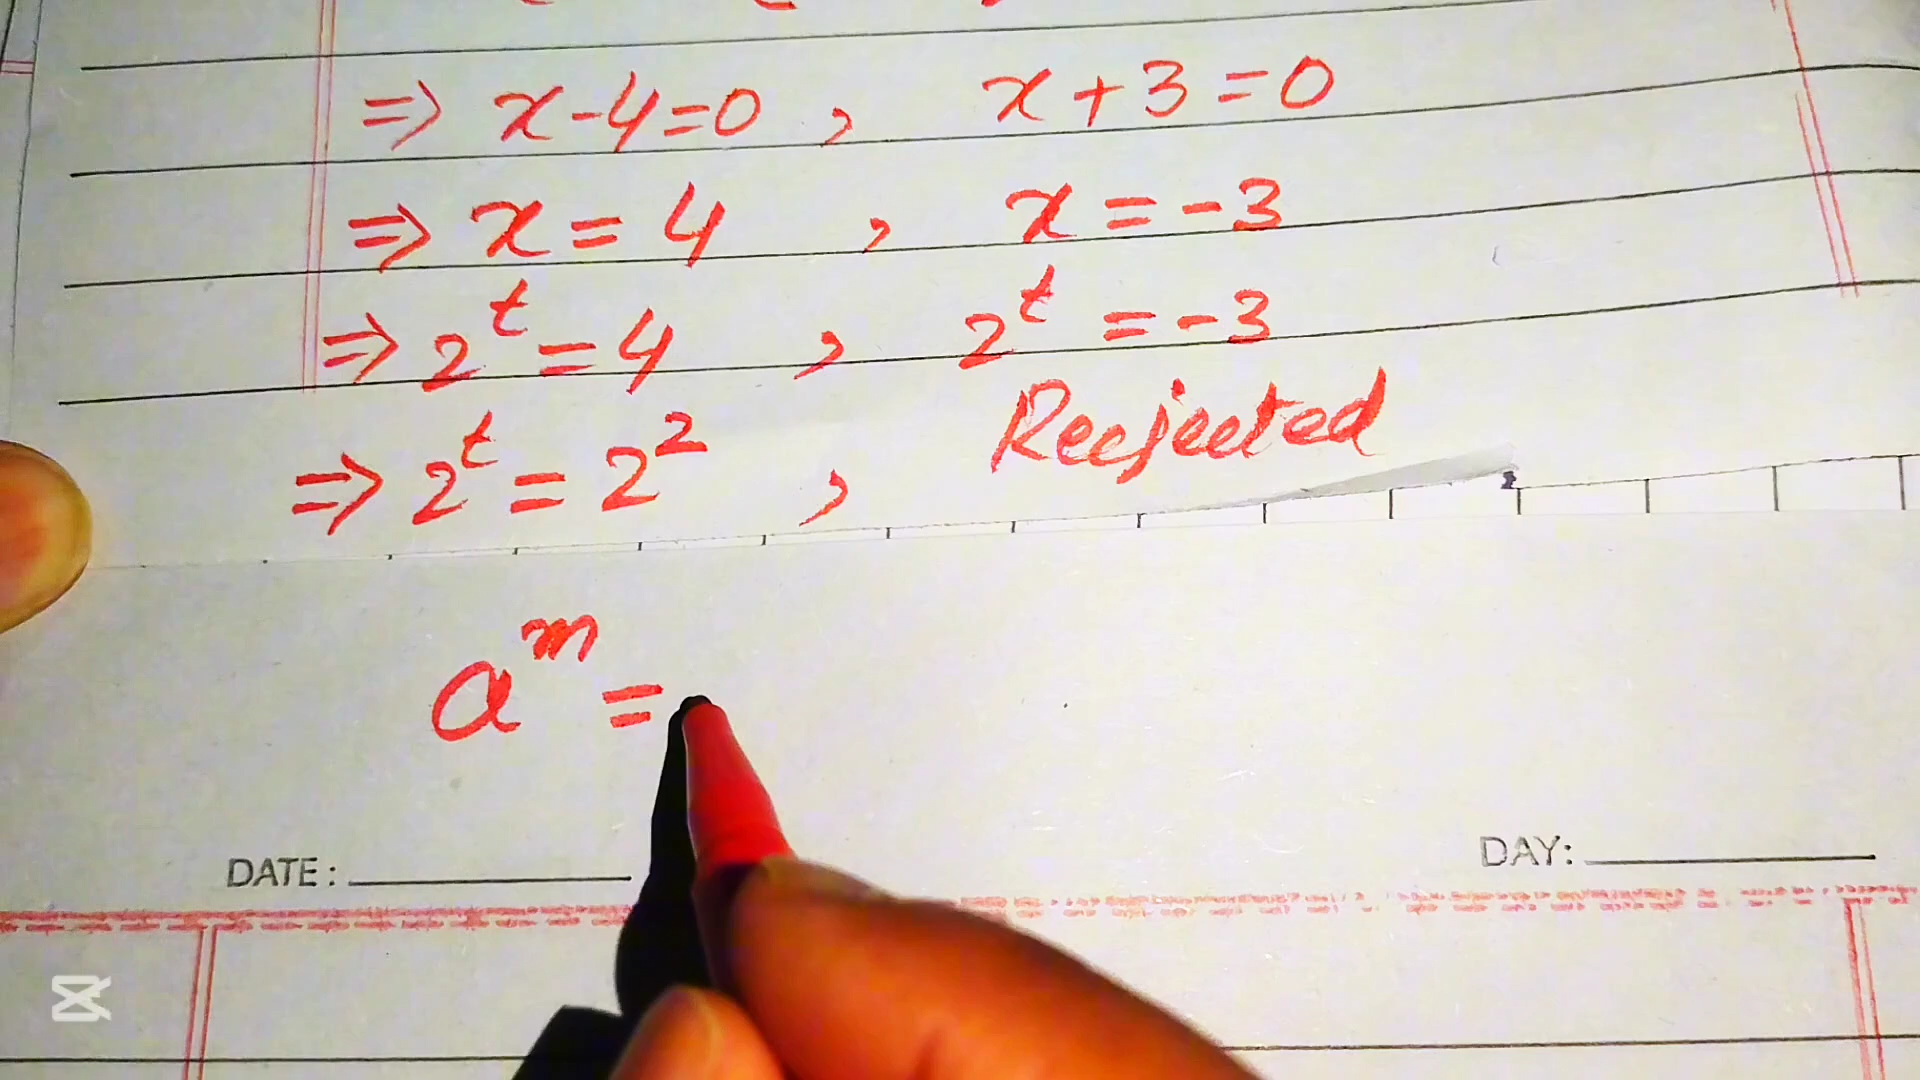 ⇒ x-4=0 , x+3=0
⇒ x = 4 , x = -3
⇒ 2^t = 4 , 2^t = -3
⇒ 2^t = 2^2 , Reejected
a^m =
DATE: DAY: